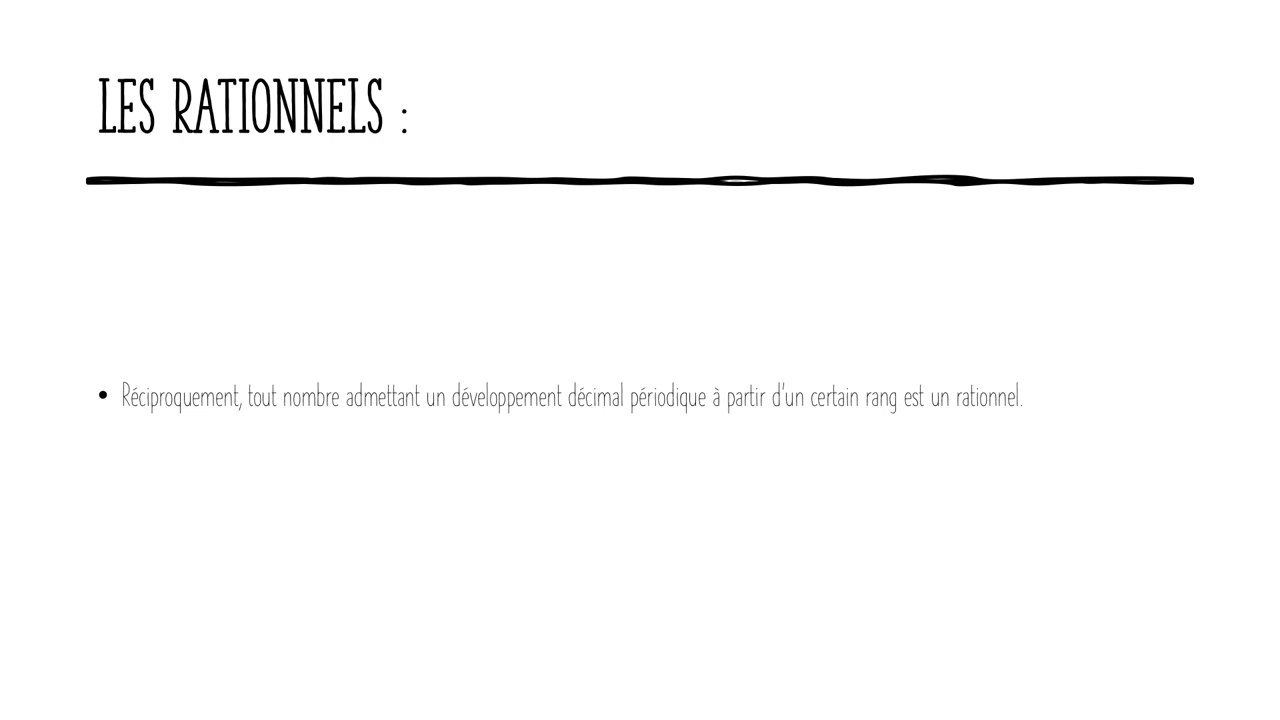 LES RATIONNELS :
• Réciproquement, tout nombre admettant un développement décimal périodique à partir d'un certain rang est un rationnel.